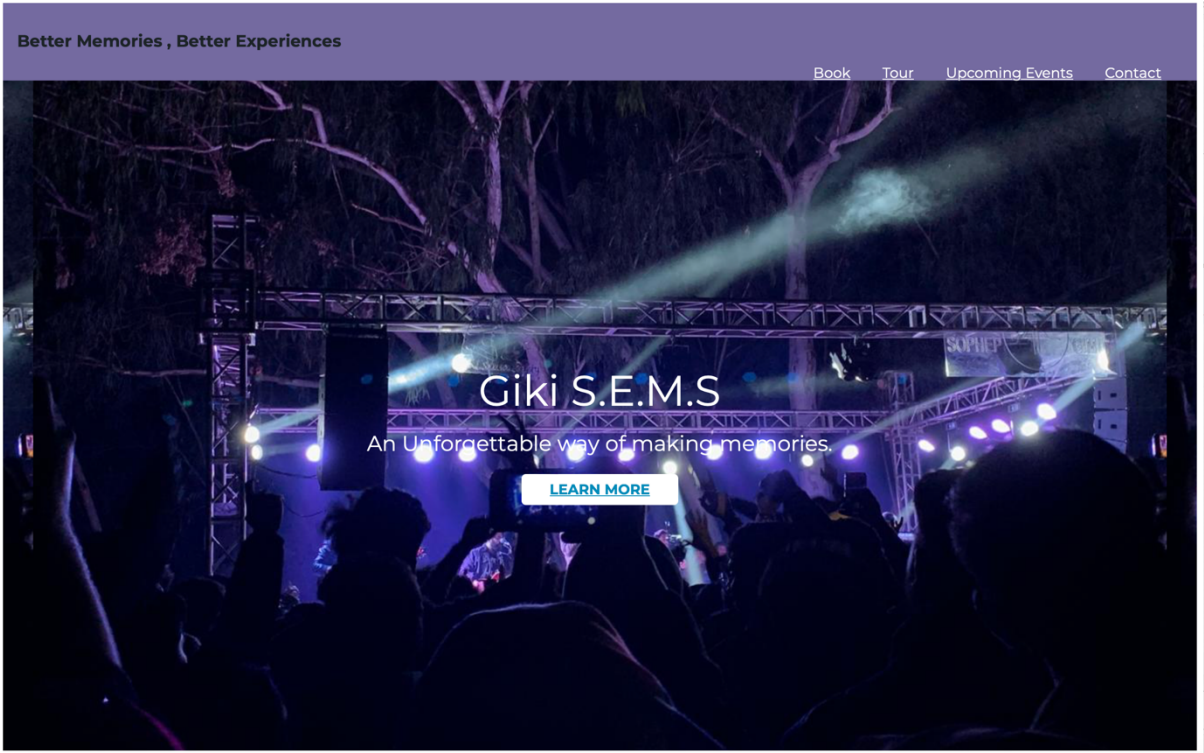 Better Memories , Better Experiences
Book Tour Upcoming Events Contact
Giki S.E.M.S
An Unforgettable way of making memories.
LEARN MORE